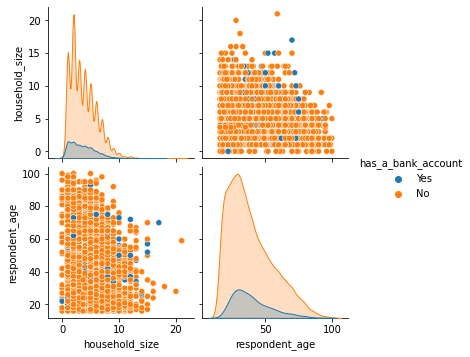 household_size
20
15
10
5
0
respondent_age
100
80
60
40
20
0
10
20
household_size
50
100
respondent_age
has_a_bank_account
Yes
No